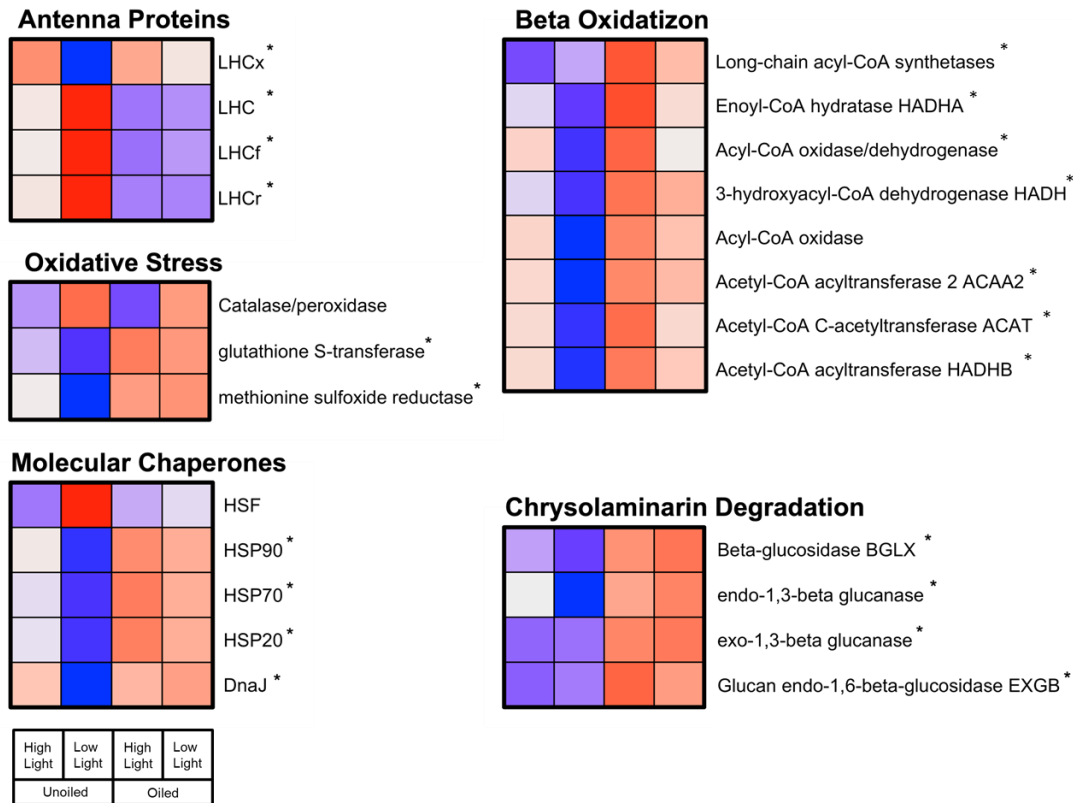 Antenna Proteins
LHCx *
LHC *
LHCf *
LHCr *
Oxidative Stress
Catalase/peroxidase
glutathione S-transferase*
methionine sulfoxide reductase*
Molecular Chaperones
HSF
HSP90 *
HSP70 *
HSP20 *
DnaJ *
High Light
Low Light
High Light
Low Light
Unoiled
Oiled
Beta Oxidatizon
Long-chain acyl-CoA synthetases *
Enoyl-CoA hydratase HADHA *
Acyl-CoA oxidase/dehydrogenase *
3-hydroxyacyl-CoA dehydrogenase HADH *
Acyl-CoA oxidase
Acetyl-CoA acyltransferase 2 ACAA2 *
Acetyl-CoA C-acetyltransferase ACAT *
Acetyl-CoA acyltransferase HADHB *
Chrysolaminarin Degradation
Beta-glucosidase BGLX *
endo-1,3-beta glucanase *
exo-1,3-beta glucanase *
Glucan endo-1,6-beta-glucosidase EXGB *